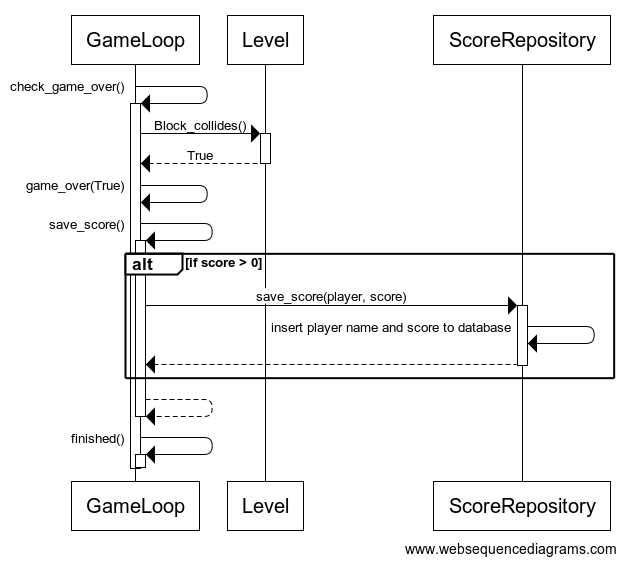 GameLoop
Level
ScoreRepository
check_game_over()
Block_collides()
True
game_over(True)
save_score()
alt
[if score > 0]
save_score(player, score)
insert player name and score to database
finished()
GameLoop
Level
ScoreRepository
www.websequencediagrams.com